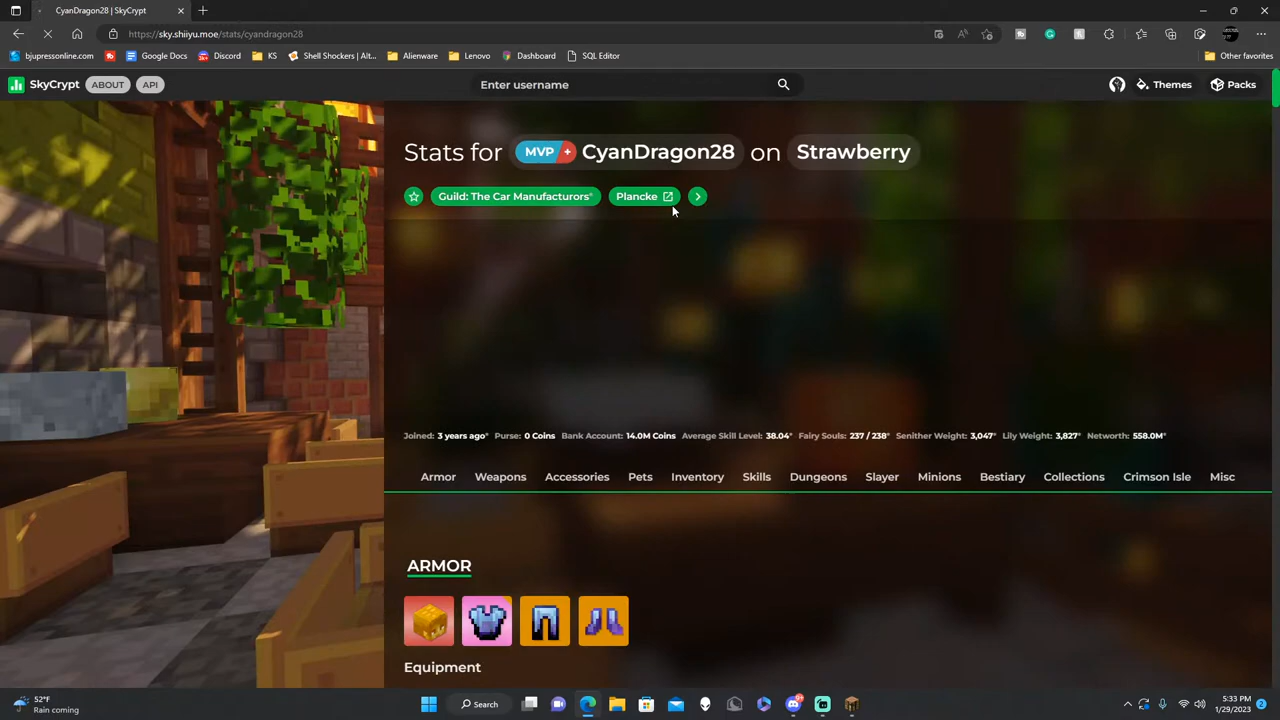 CyanDragon28 | SkyCrypt
https://sky.shiiyu.moe/stats/cyandragon28
bjupressonline.com
Google Docs
Discord
KS
Shell Shockers | Alt...
Alienware
Lenovo
Dashboard
SQL Editor
Other favorites
SkyCrypt
ABOUT
API
Enter username
Themes
Packs
Stats for MVP + CyanDragon28 on Strawberry
Guild: The Car Manufacturors*
Plancke
Joined: 3 years ago* Purse: 0 Coins Bank Account: 14.0M Coins Average Skill Level: 38.04* Fairy Souls: 237 / 238* Senither Weight: 3,047* Lily Weight: 3,827* Networth: 558.0M*
Armor Weapons Accessories Pets Inventory Skills Dungeons Slayer Minions Bestiary Collections Crimson Isle Misc
ARMOR
Equipment
52°F
Rain coming
Search
5:33 PM
1/29/2023